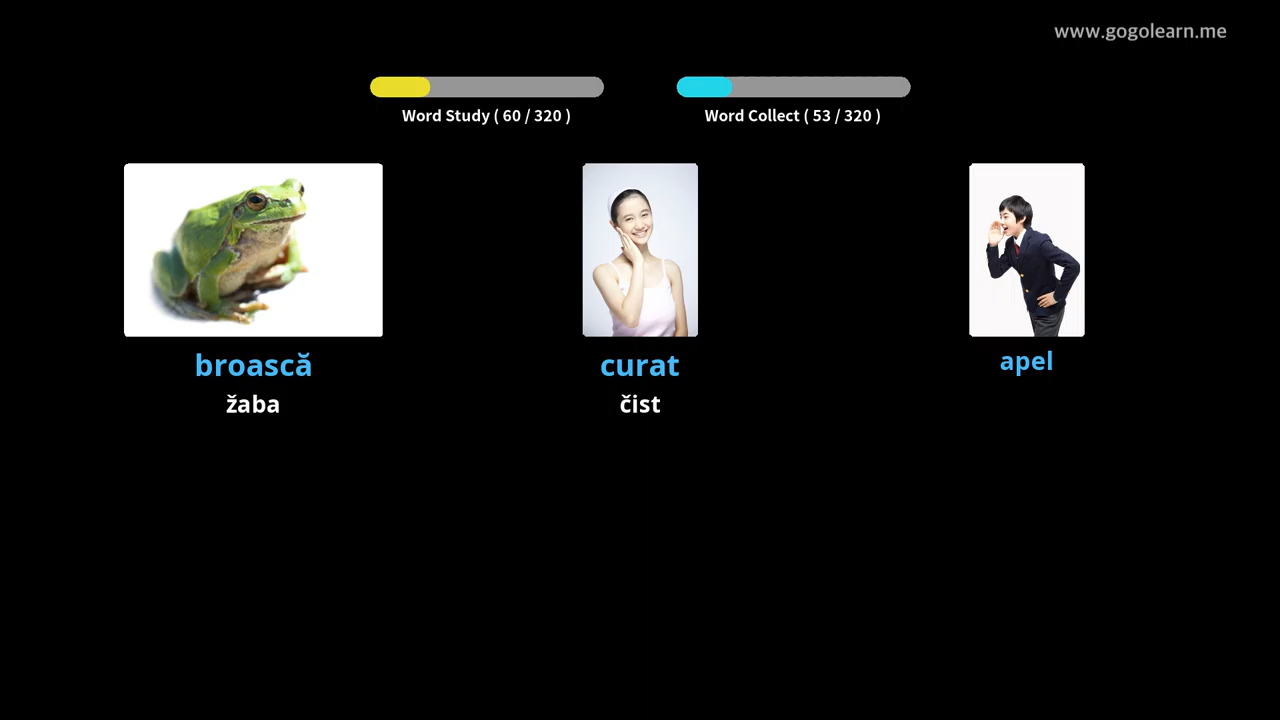 www.gogolearn.me
Word Study ( 60 / 320 )
Word Collect ( 53 / 320 )
broască
curat
apel
žaba
čist